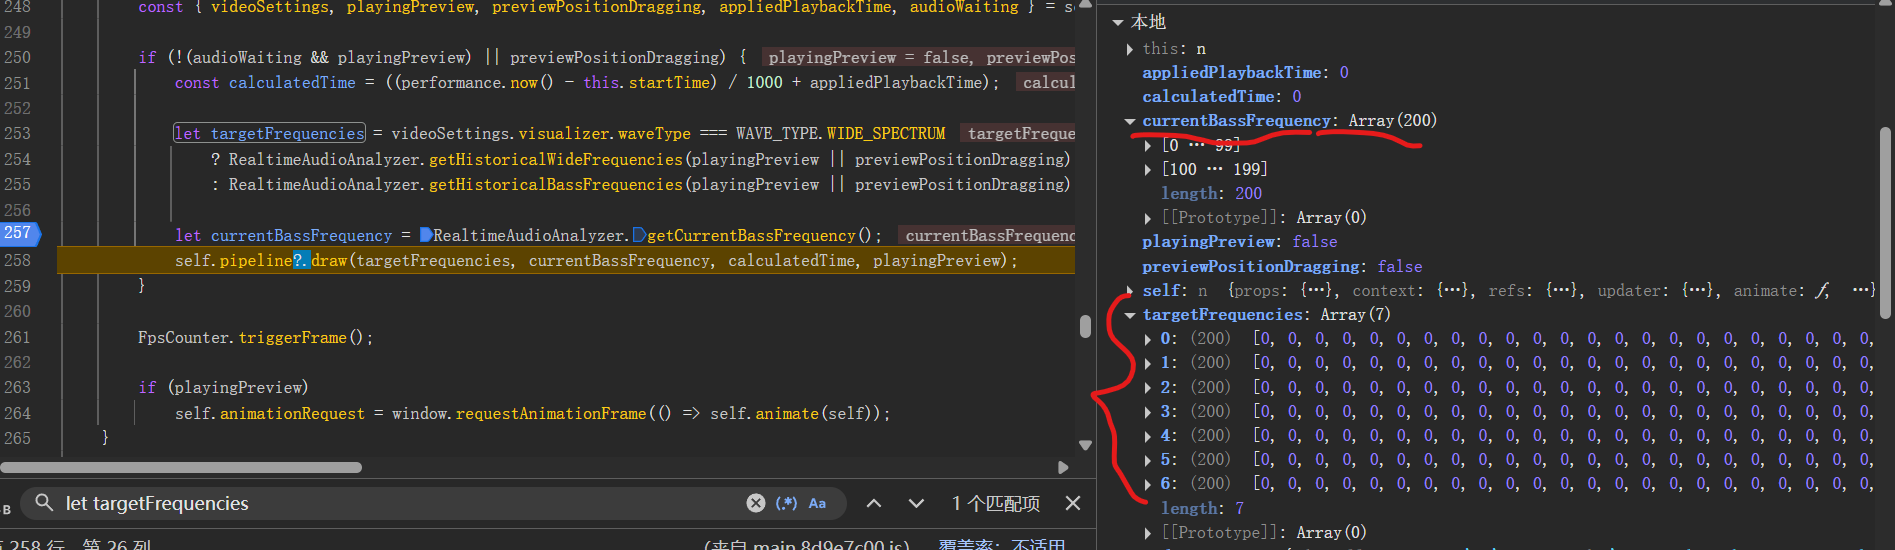 248 const { videoSettings, playingPreview, previewPositionDragging, appliedPlaybackTime, audioWaiting } = s
249
250 if (!(audioWaiting && playingPreview) || previewPositionDragging) { playingPreview = false, previewPos
251 const calculatedTime = ((performance.now() - this.startTime) / 1000 + appliedPlaybackTime); calcul
252
253 let targetFrequencies = videoSettings.visualizer.waveType === WAVE_TYPE.WIDE_SPECTRUM targetFreque
254 ? RealtimeAudioAnalyzer.getHistoricalWideFrequencies(playingPreview || previewPositionDragging)
255 : RealtimeAudioAnalyzer.getHistoricalBassFrequencies(playingPreview || previewPositionDragging)
256
257 let currentBassFrequency = RealtimeAudioAnalyzer.getCurrentBassFrequency(); currentBassFrequenc
258 self.pipeline?.draw(targetFrequencies, currentBassFrequency, calculatedTime, playingPreview);
259 }
260
261 FpsCounter.triggerFrame();
262
263 if (playingPreview)
264 self.animationRequest = window.requestAnimationFrame(() => self.animate(self));
265 }
B
let targetFrequencies
(.*)
Aa
1 个匹配项
258 行, 第 26 列
(来自 main.8d9e7c00.js)
覆盖率: 不适用
本地
this: n
appliedPlaybackTime: 0
calculatedTime: 0
currentBassFrequency: Array(200)
[0 … 99]
[100 … 199]
length: 200
[[Prototype]]: Array(0)
playingPreview: false
previewPositionDragging: false
self: n {props: {…}, context: {…}, refs: {…}, updater: {…}, animate: ƒ, …}
targetFrequencies: Array(7)
0: (200) [0, 0, 0, 0, 0, 0, 0, 0, 0, 0, 0, 0, 0, 0, 0, 0, 0, 0, 0, 0, 0, 0, 0,
1: (200) [0, 0, 0, 0, 0, 0, 0, 0, 0, 0, 0, 0, 0, 0, 0, 0, 0, 0, 0, 0, 0, 0, 0,
2: (200) [0, 0, 0, 0, 0, 0, 0, 0, 0, 0, 0, 0, 0, 0, 0, 0, 0, 0, 0, 0, 0, 0, 0,
3: (200) [0, 0, 0, 0, 0, 0, 0, 0, 0, 0, 0, 0, 0, 0, 0, 0, 0, 0, 0, 0, 0, 0, 0,
4: (200) [0, 0, 0, 0, 0, 0, 0, 0, 0, 0, 0, 0, 0, 0, 0, 0, 0, 0, 0, 0, 0, 0, 0,
5: (200) [0, 0, 0, 0, 0, 0, 0, 0, 0, 0, 0, 0, 0, 0, 0, 0, 0, 0, 0, 0, 0, 0, 0,
6: (200) [0, 0, 0, 0, 0, 0, 0, 0, 0, 0, 0, 0, 0, 0, 0, 0, 0, 0, 0, 0, 0, 0, 0,
length: 7
[[Prototype]]: Array(0)